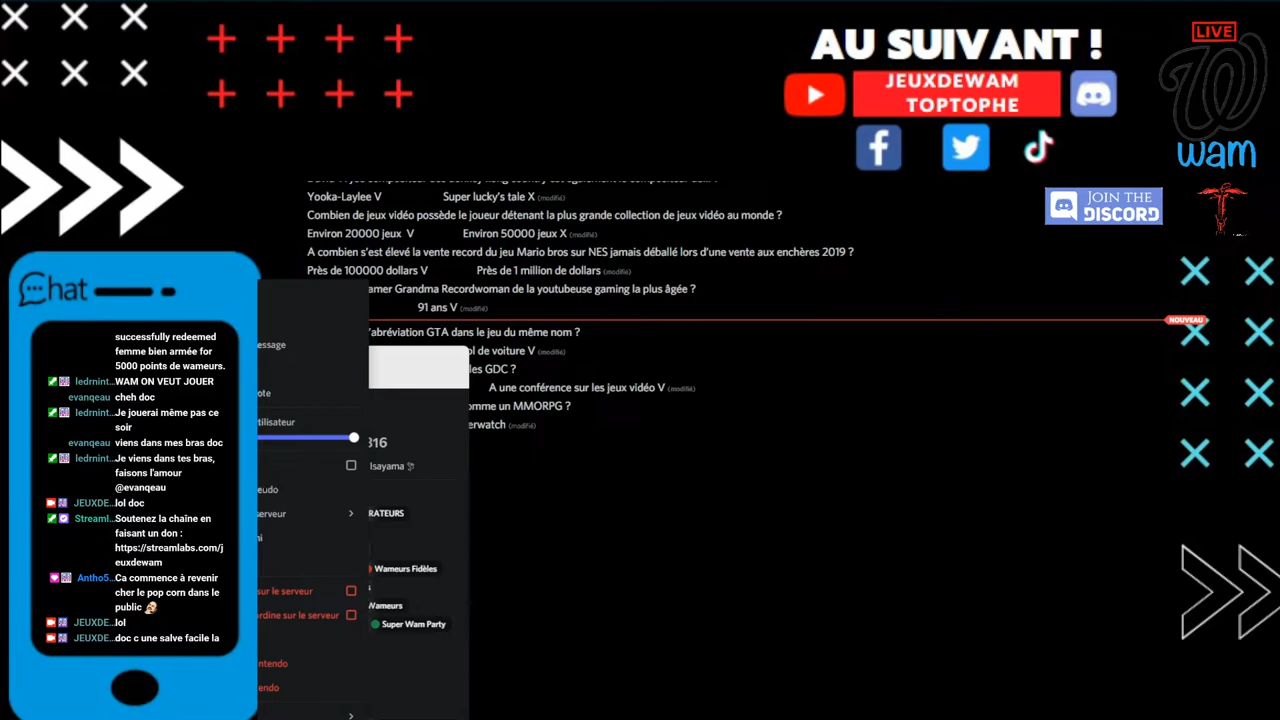 AU SUIVANT !
LIVE
JEUXDEWAM
TOPTOPHE
wam
JOIN THE
DISCORD
Yooka-Laylee V Super lucky's tale X (modifié)
Combien de jeux vidéo possède le joueur détenant la plus grande collection de jeux vidéo au monde ?
Environ 20000 jeux V Environ 50000 jeux X (modifié)
A combien s'est élevé la vente record du jeu Mario bros sur NES jamais déballé lors d'une vente aux enchères 2019 ?
Près de 100000 dollars V Près de 1 million de dollars (modifié)
amer Grandma Recordwoman de la youtubeuse gaming la plus âgée ?
91 ans V (modifié)
NOUVEAU
'abréviation GTA dans le jeu du même nom ?
ol de voiture V (modifié)
les GDC ?
A une conférence sur les jeux vidéo V (modifié)
omme un MMORPG ?
erwatch (modifié)
Chat
successfully redeemed
femme bien armée for
5000 points de wameurs.
ledrnint... WAM ON VEUT JOUER
evanqeau cheh doc
ledrnint... Je jouerai même pas ce
soir
evanqeau viens dans mes bras doc
ledrnint... Je viens dans tes bras,
faisons l'amour
@evanqeau
JEUXDE... lol doc
Streaml... Soutenez la chaîne en
faisant un don :
https://streamlabs.com/j
euxdewam
Antho5... Ca commence à revenir
cher le pop corn dans le
public
JEUXDE... lol
JEUXDE... doc c une salve facile la
essage
ote
tilisateur
eudo
serveur
ni
sur le serveur
ordine sur le serveur
intendo
endo
816
Isayama
RATEURS
Wameurs Fidèles
Wameurs
Super Wam Party